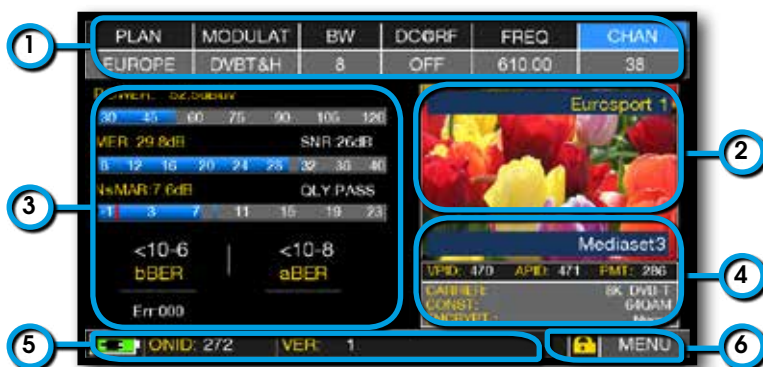 1
PLAN MODULAT BW DC@RF FREQ CHAN
EUROPE DVBT&H 8 OFF 610.00 38
3
POWER:
30 45 60 75 90 105 120
MER: 29.8dB SNR:26dB
8 12 16 20 24 28 32 36 40
NsMAR:7.6dB QLY:PASS
-1 3 7 11 15 19 23
<10-6 <10-8
bBER aBER
Err:000
2
Eurosport 1
4
Mediaset3
VPID: 470 APID: 471 PMT: 286
CARRIER: 8K DVB-T
CONST.: 64QAM
ENCRYPT.:
5
ONID: 272 VER: 1
6
MENU